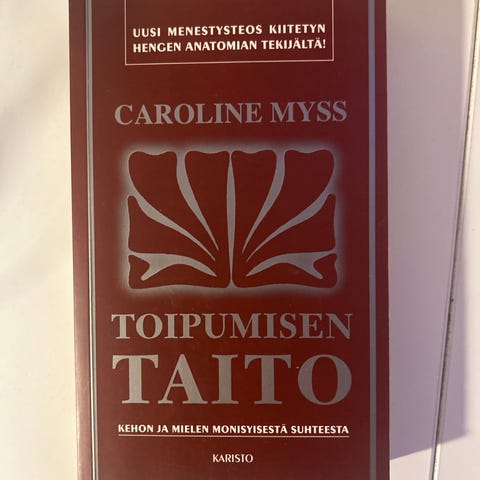 UUSI MENESTYSTEOS KIITETYN
HENGEN ANATOMIAN TEKIJÄLTÄ!
CAROLINE MYSS
TOIPUMISEN
TAITO
KEHON JA MIELEN MONISYISESTÄ SUHTEESTA
KARISTO